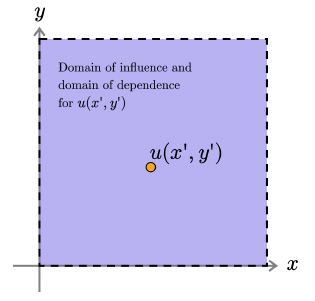 y
Domain of influence and
domain of dependence
for u(x', y')
u(x', y')
x